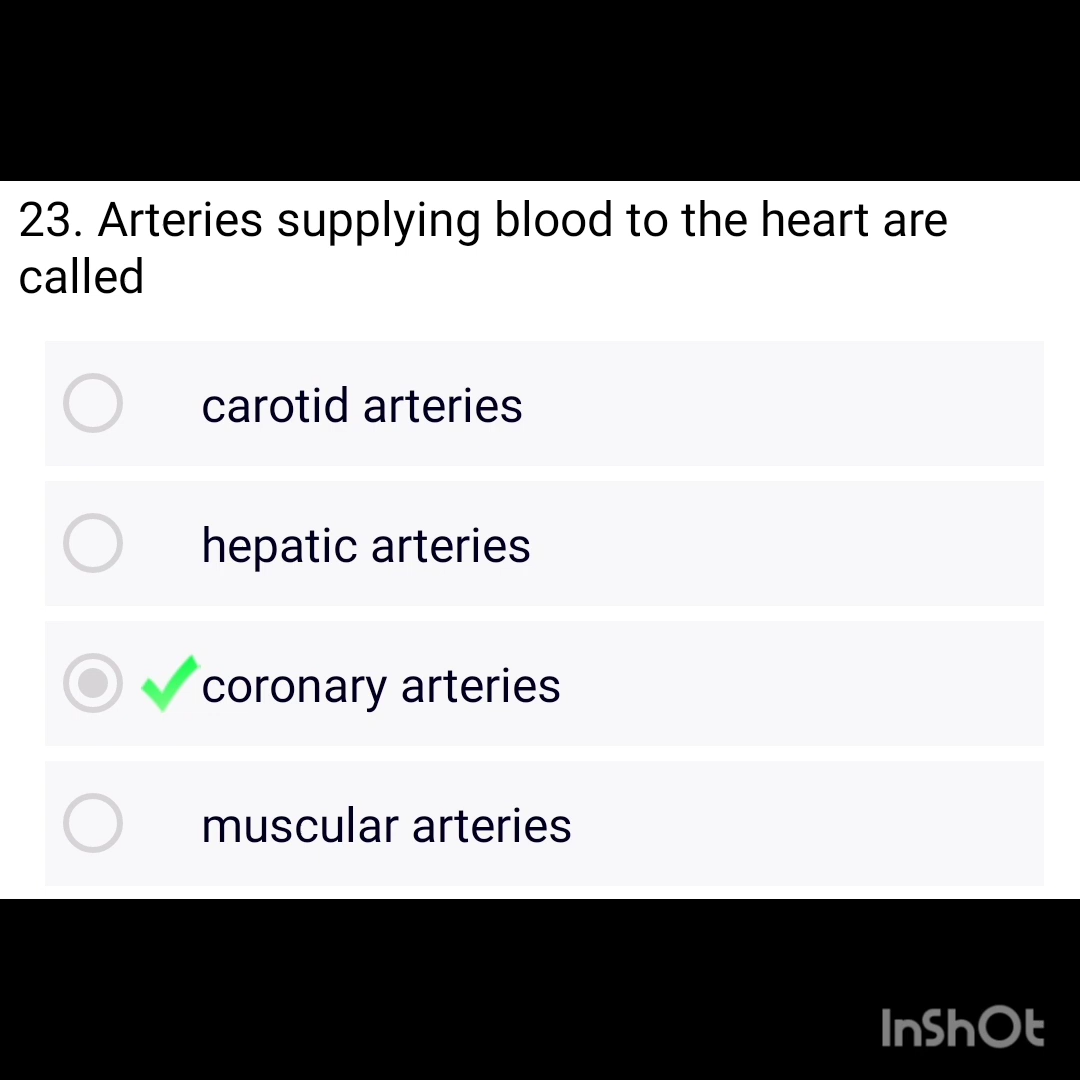 23. Arteries supplying blood to the heart are
called
carotid arteries
hepatic arteries
coronary arteries
muscular arteries
InShOt